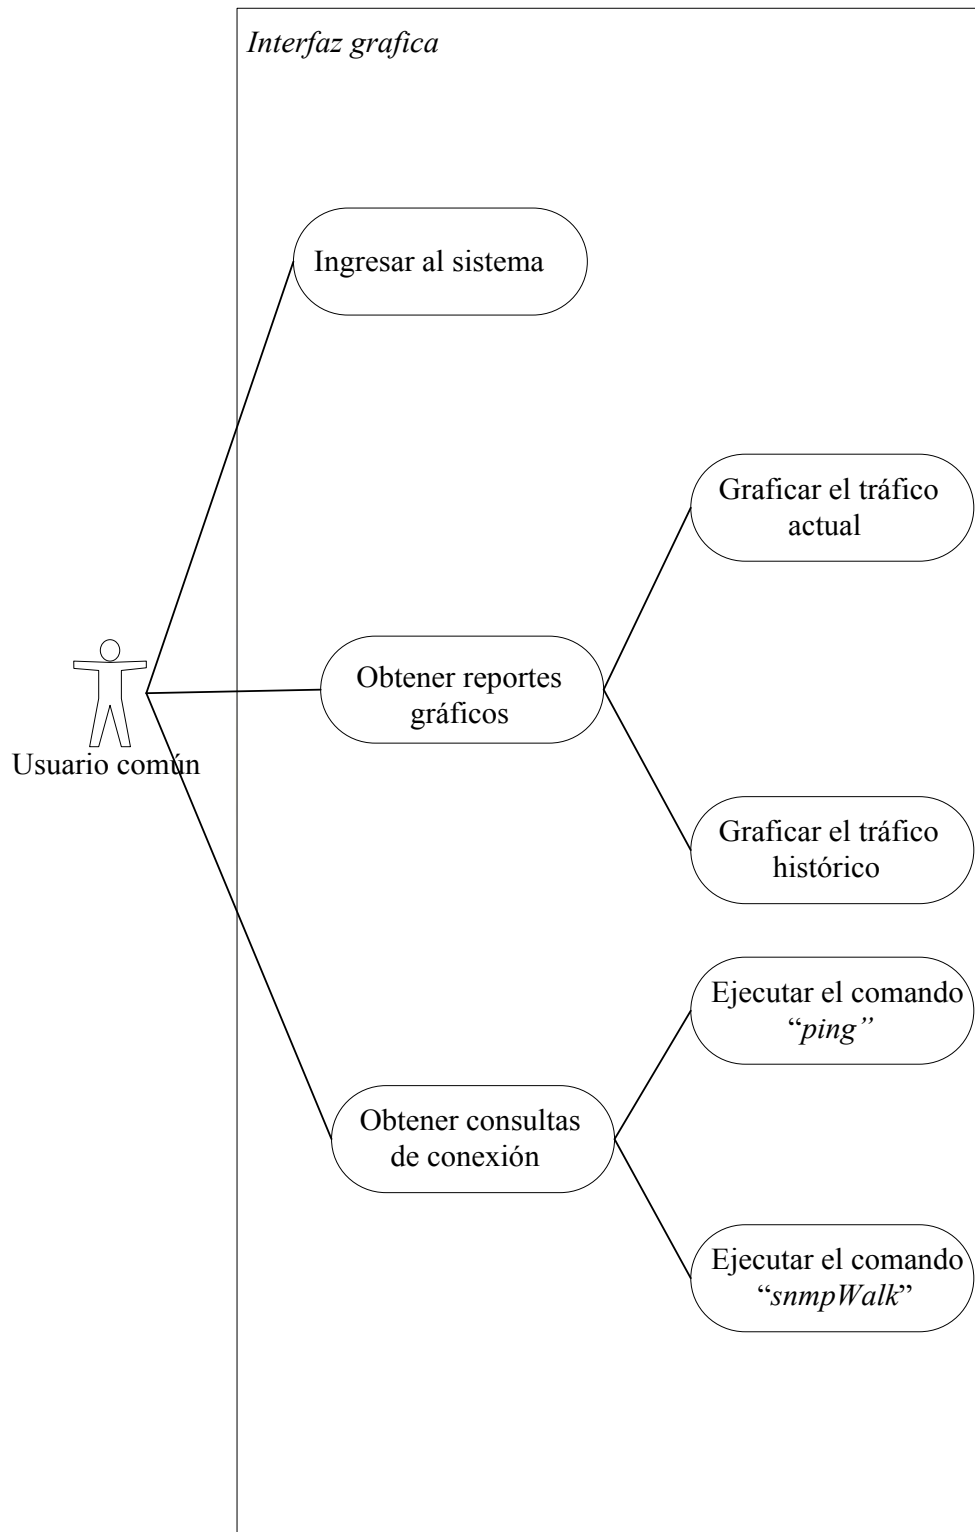 Interfaz grafica
Ingresar al sistema
Graficar el tráfico
actual
Obtener reportes
gráficos
Usuario común
Graficar el tráfico
histórico
Ejecutar el comando
“ping”
Obtener consultas
de conexión
Ejecutar el comando
“snmpWalk”